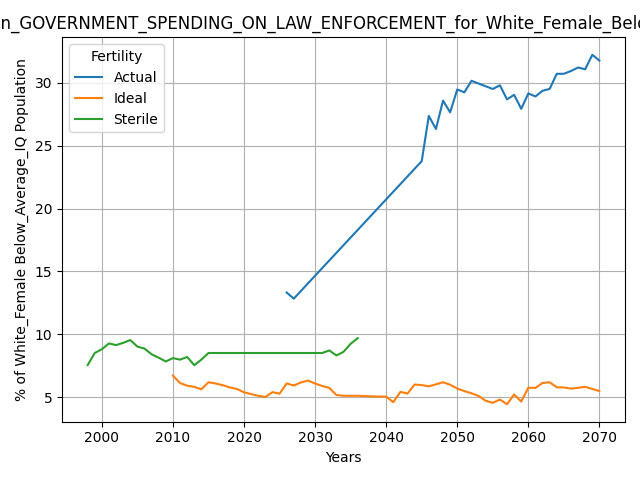 n_GOVERNMENT_SPENDING_ON_LAW_ENFORCEMENT_for_White_Female_Belo
Fertility
Actual
Ideal
Sterile
% of White_Female Below_Average_IQ Population
30
25
20
15
10
5
2000 2010 2020 2030 2040 2050 2060 2070
Years